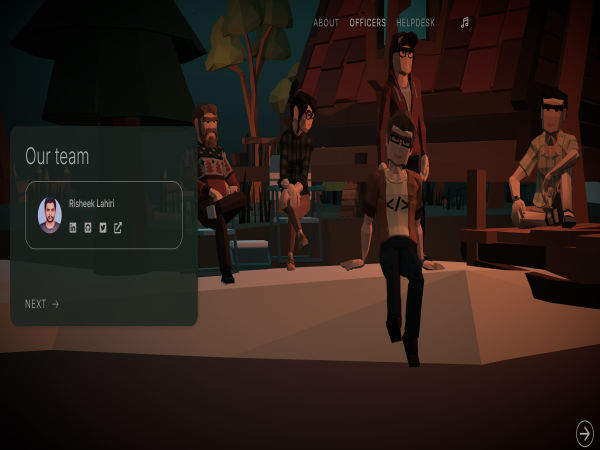 ABOUT OFFICERS HELPDESK
Our team
Risheek Lahiri
NEXT →
</>